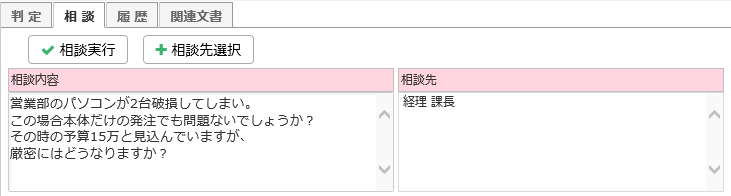 判定 相談 履歴 関連文書
相談実行 相談先選択
相談内容
営業部のパソコンが2台破損してしまい。
この場合本体だけの発注でも問題ないでしょうか？
その時の予算15万と見込んでいますが、
厳密にはどうなりますか？
相談先
経理 課長